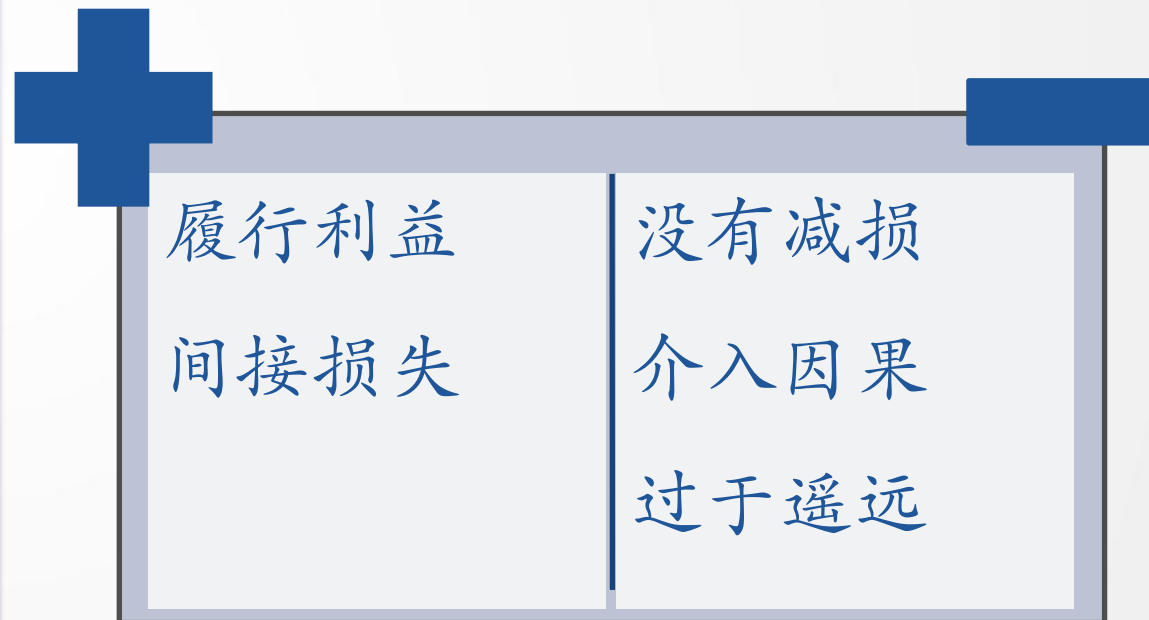 履行利益
间接损失
没有减损
介入因果
过于遥远